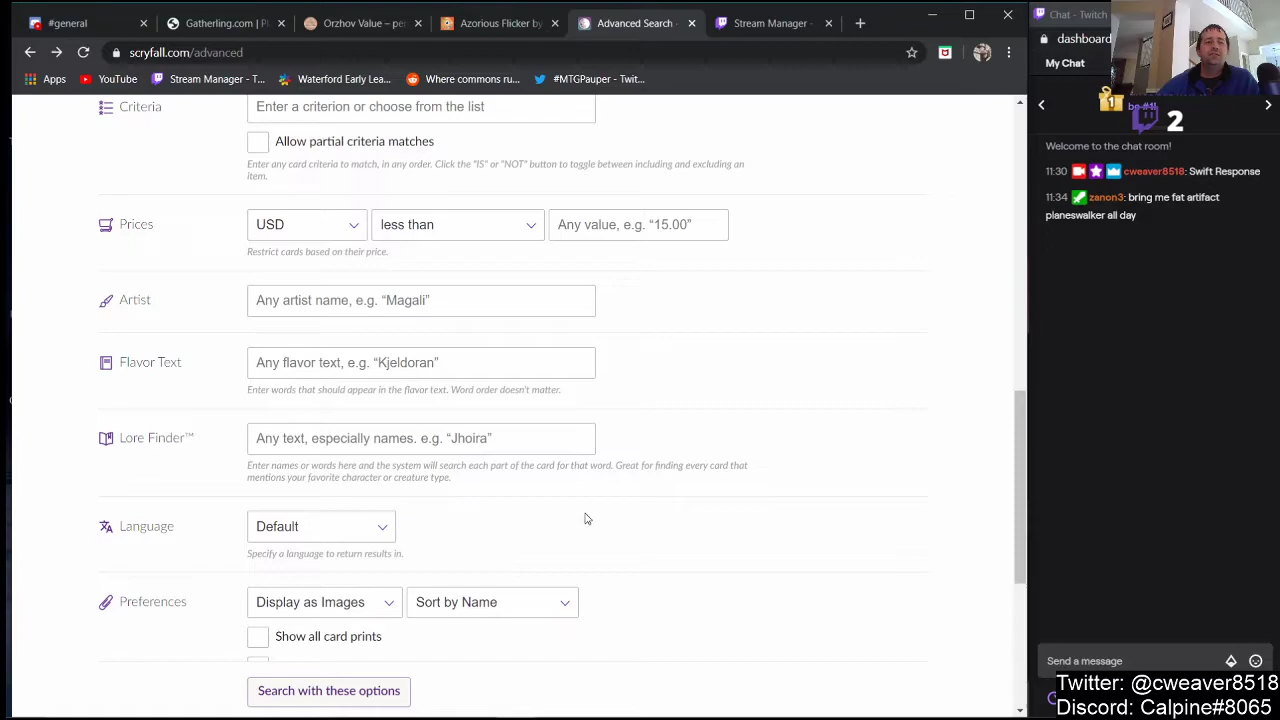 #general
Gatherling.com | Pl
Ordnov Value – per
Azorious Flicker by
Advanced Search -
Stream Manager -
Chat - Twitch
scryfall.com/advanced
dashboard
Apps
YouTube
Stream Manager - T...
Waterford Early Lea...
Where commons ru...
#MTGPauper - Twit...
My Chat
1
be #1!
2
Criteria
Enter a criterion or choose from the list
Allow partial criteria matches
Enter any card criteria to match, in any order. Click the "IS" or "NOT" button to toggle between including and excluding an
item.
Prices
USD
less than
Any value, e.g. “15.00”
Restrict cards based on their price.
Artist
Any artist name, e.g. “Magali”
Flavor Text
Any flavor text, e.g. “Kjeldoran”
Enter words that should appear in the flavor text. Word order doesn't matter.
Lore Finder™
Any text, especially names. e.g. “Jhoira”
Enter names or words here and the system will search each part of the card for that word. Great for finding every card that
mentions your favorite character or creature type.
Language
Default
Specify a language to return results in.
Preferences
Display as Images
Sort by Name
Show all card prints
Search with these options
Welcome to the chat room!
11:30 cweaver8518: Swift Response
11:34 zanon3: bring me fat artifact
planeswalker all day
Send a message
Twitter: @cweaver8518
Discord: Calpine#8065